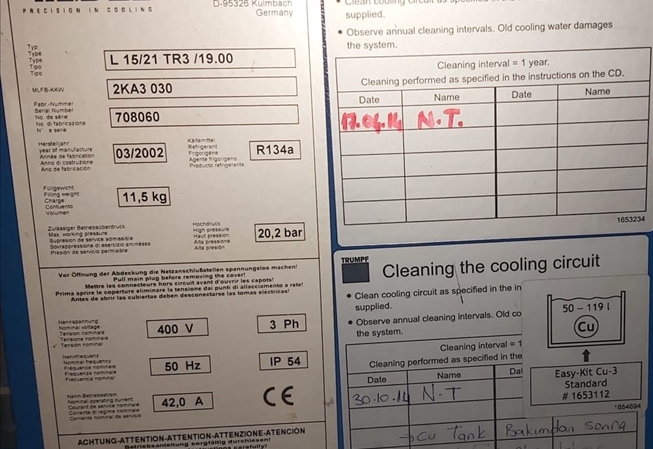 PRECISION IN COOLING
D-95326 Kulmbach
Germany
Typ
Type
Type
Tipo
Tipo
L 15/21 TR3 /19.00
MLFB-KKW
2KA3 030
Fabr.-Nummer
Serial Number
No. de série
No. di fabricazione
N° e serie
708060
Herstelljahr
year of manufacture
Année de fabrication
Anno di costruzione
Ano de fabricación
03/2002
Kältemittel
Refrigerant
Frigorigène
Agente frigorigeno
Producto refrigerante
R134a
Füllgewicht
Filling weight
Charge
Contuento
Volumen
11,5 kg
Zulässiger Betriebsüberdruck
Max. working pressure
Supresion de service admissible
Sovrappressione di esercizio ammessa
Presión de servicio permisible
Hochdruck
High pressure
Haut pression
Alta pressione
Alta presión
20,2 bar
Vor Öffnung der Abdeckung die Netzanschlußstellen spannungslos machen!
Pull main plug before removing the cover!
Mettre les connecteurs hors circuit avant d'ouvrir les capots!
Prima aprire le coperture eliminare la tensione dai punti di allacciamento a rete!
Antes de abrir las cubiertas deben desconectarse las tomas eléctricas!
Nennspannung
Nominal voltage
Tension nominale
Tensione nominale
Tensión nominal
400 V
3 Ph
Nennfrequenz
Nominal frequency
Fréquence nominale
Frequenza nominale
Frecuencia nominal
50 Hz
IP 54
Nenn-Betriebsstrom
Nominal operating current
Courant de service nominale
Corrente di regime nominale
Corriente nominal de servicio
42,0 A
CE
ACHTUNG-ATTENTION-ATTENTION-ATTENZIONE-ATENCION
Betriebsanleitung sorgfältig durchlesen!
carefully!
• Clean cooling circuit as specified in the
supplied.
• Observe annual cleaning intervals. Old cooling water damages
the system.
Cleaning interval = 1 year.
Cleaning performed as specified in the instructions on the CD.
Date Name Date Name
17.04.14 N.T.
1653234
TRUMPF
Cleaning the cooling circuit
• Clean cooling circuit as specified in the in
supplied.
• Observe annual cleaning intervals. Old co
the system.
Cleaning interval = 1
Cleaning performed as specified in the
Date Name Dat
30.10.14 N-T
→Cu Tank Bakımdan sonra
50 – 119 l
Cu
Easy-Kit Cu-3
Standard
# 1653112
1654694